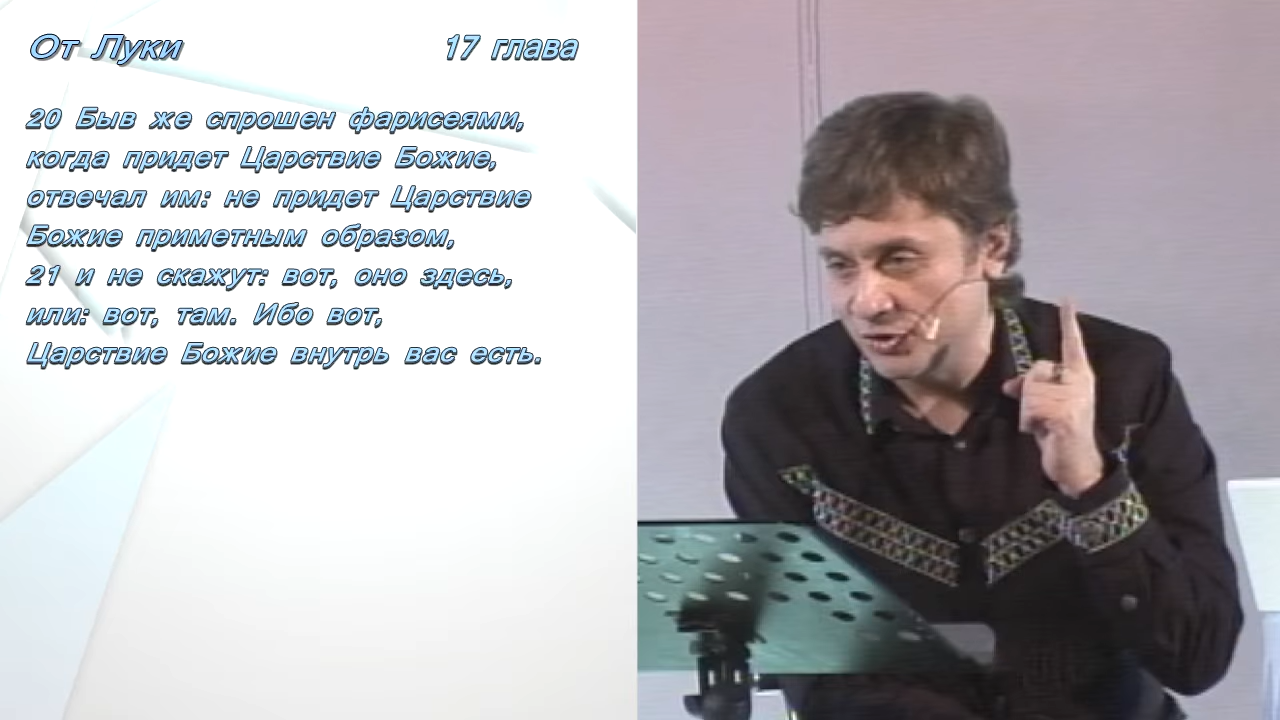 От Луки 17 глава
20 Быв же спрошен фарисеями,
когда придет Царствие Божие,
отвечал им: не придет Царствие
Божие приметным образом,
21 и не скажут: вот, оно здесь,
или: вот, там. Ибо вот,
Царствие Божие внутрь вас есть.